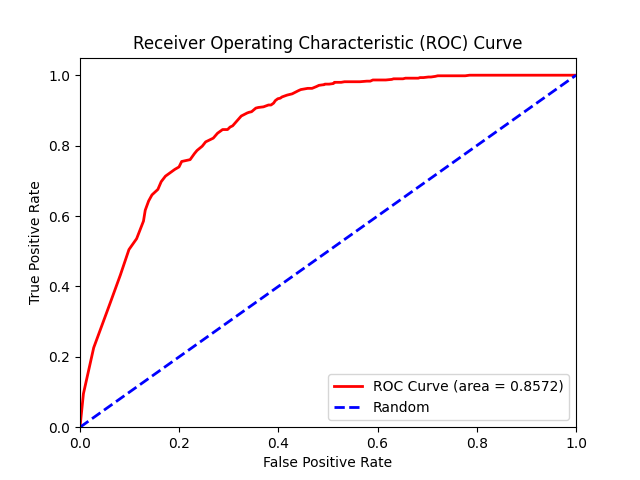 Receiver Operating Characteristic (ROC) Curve
1.0
0.8
0.6
0.4
0.2
0.0
True Positive Rate
ROC Curve (area = 0.8572)
Random
0.0 0.2 0.4 0.6 0.8 1.0
False Positive Rate